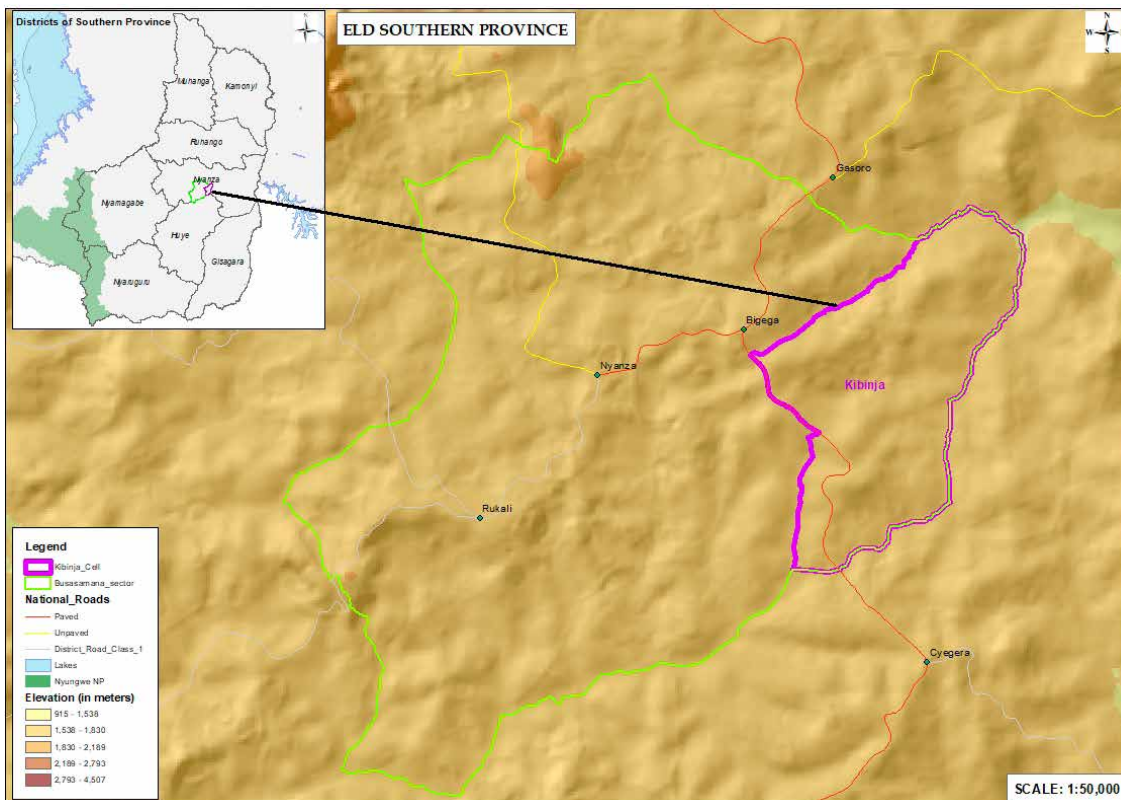 Districts of Southern Province
N
Muhanga
Kamonyi
Ruhango
Nyanza
Nyamagabe
Huye
Gisagara
Nyaruguru
ELD SOUTHERN PROVINCE
N
W
S
Gasoro
Bigega
Nyanza
Kibinja
Rukali
Cyegera
Legend
Kibinja_Cell
Busasamana_sector
National_Roads
Paved
Unpaved
District_Road_Class_1
Lakes
Nyungwe NP
Elevation (in meters)
915 - 1,538
1,538 - 1,830
1,830 - 2,189
2,189 - 2,793
2,793 - 4,507
SCALE: 1:50,000